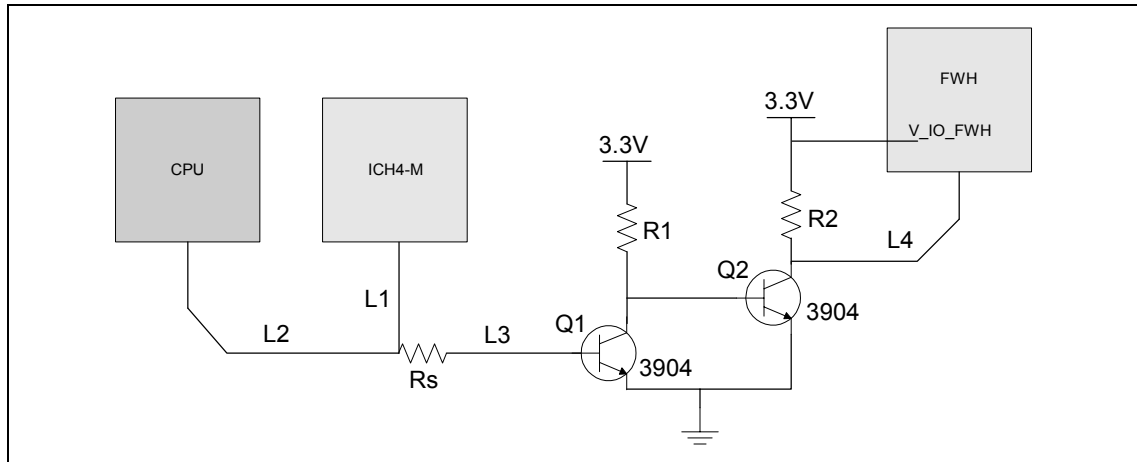 FWH
3.3V
V_IO_FWH
CPU
ICH4-M
3.3V
R1
R2
L4
Q2
L1
3904
L2
L3
Q1
Rs
3904